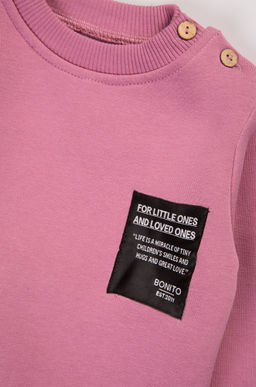 FOR LITTLE ONES
AND LOVED ONES
"LIFE IS A MIRACLE OF TINY
CHILDREN'S SMILES AND
HUGS AND GREAT LOVE."
BONITO
EST.2011